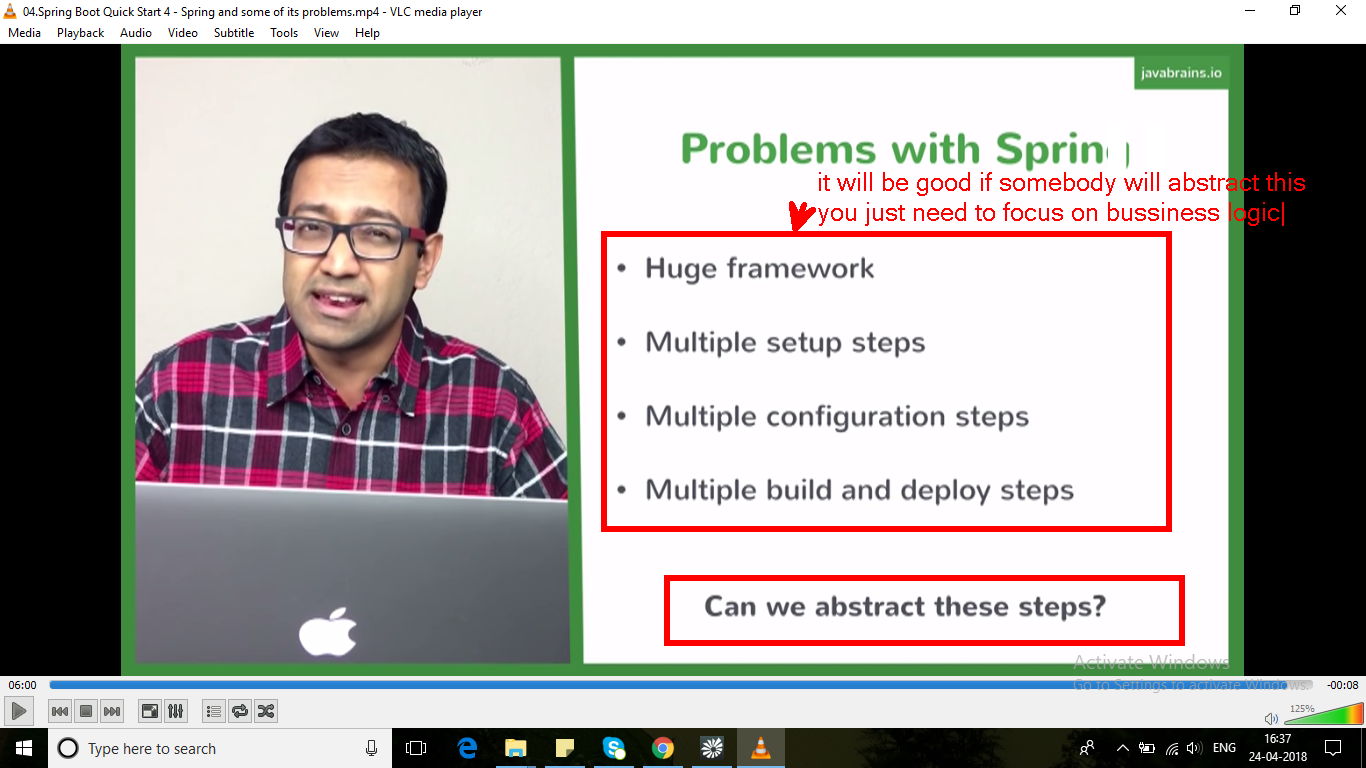 04.Spring Boot Quick Start 4 - Spring and some of its problems.mp4 - VLC media player
Media Playback Audio Video Subtitle Tools View Help
javabrains.io
Problems with Spring
it will be good if somebody will abstract this
you just need to focus on bussiness logic
• Huge framework
• Multiple setup steps
• Multiple configuration steps
• Multiple build and deploy steps
Can we abstract these steps?
Activate Windows
Go to Settings to activate Windows.
06:00
-00:08
125%
Type here to search
ENG
16:37
24-04-2018